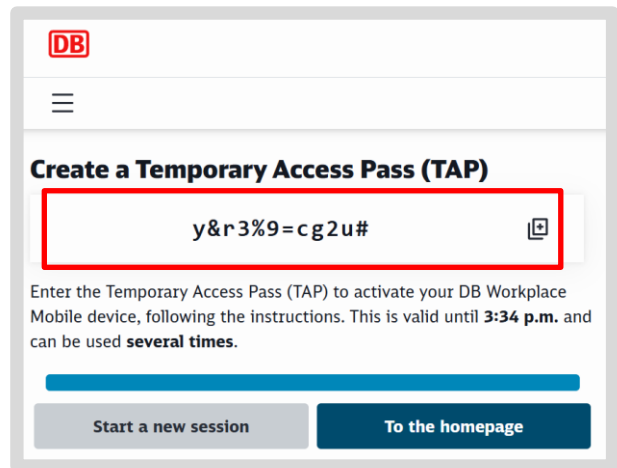 DB
Create a Temporary Access Pass (TAP)
y&r3%9=cg2u#
Enter the Temporary Access Pass (TAP) to activate your DB Workplace
Mobile device, following the instructions. This is valid until 3:34 p.m. and
can be used several times.
Start a new session
To the homepage